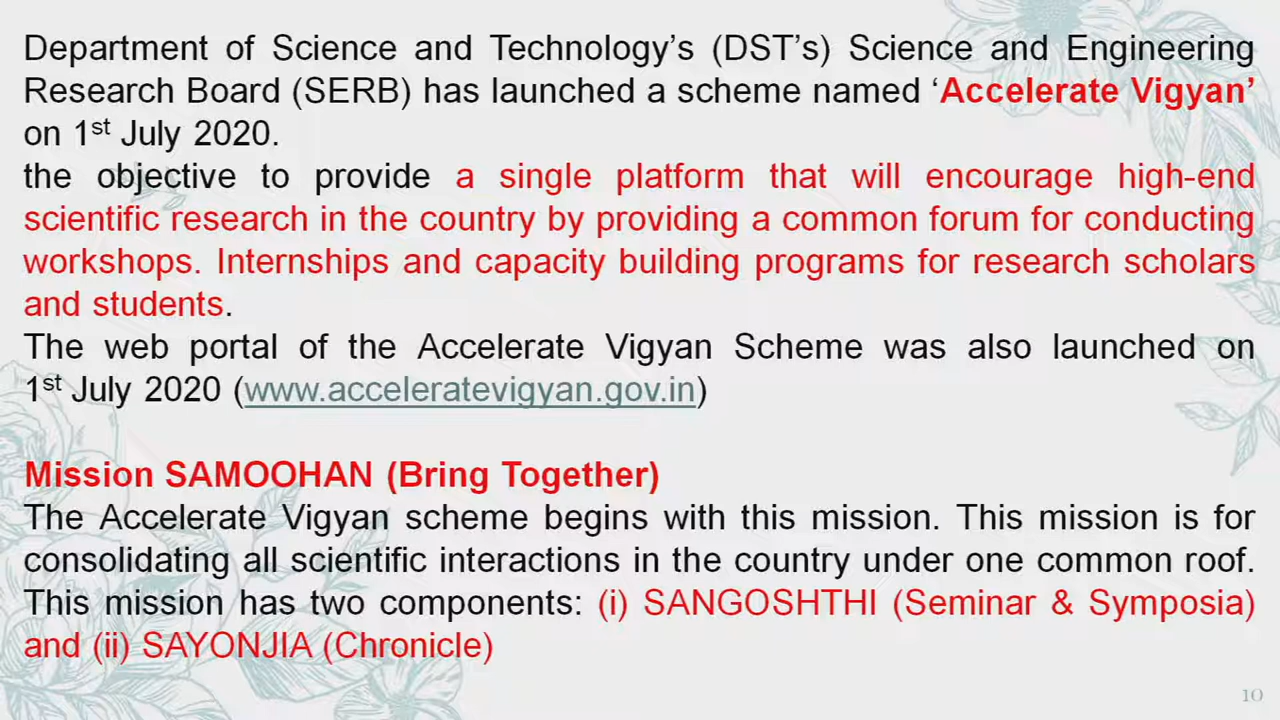 Department of Science and Technology’s (DST’s) Science and Engineering
Research Board (SERB) has launched a scheme named ‘Accelerate Vigyan’
on 1st July 2020.
the objective to provide a single platform that will encourage high-end
scientific research in the country by providing a common forum for conducting
workshops. Internships and capacity building programs for research scholars
and students.
The web portal of the Accelerate Vigyan Scheme was also launched on
1st July 2020 (www.acceleratevigyan.gov.in)
Mission SAMOOHAN (Bring Together)
The Accelerate Vigyan scheme begins with this mission. This mission is for
consolidating all scientific interactions in the country under one common roof.
This mission has two components: (i) SANGOSHTHI (Seminar & Symposia)
and (ii) SAYONJIA (Chronicle)
10